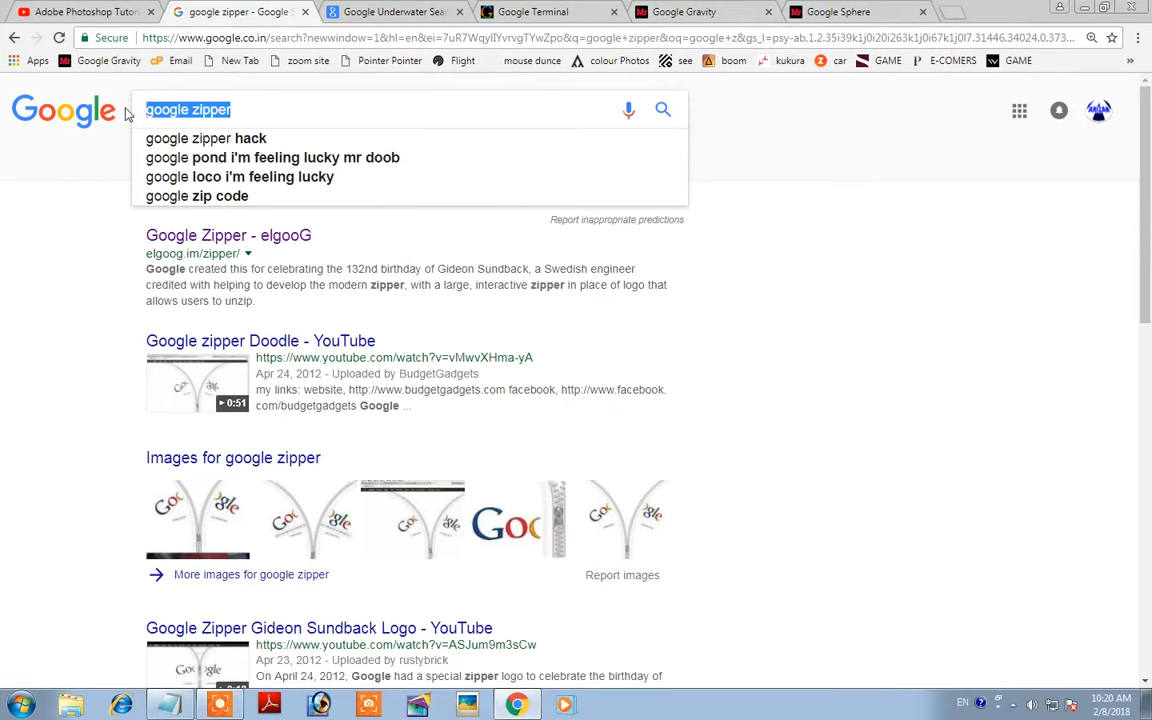 Adobe Photoshop Tutori
google zipper - Google S
Google Underwater Sear
Google Terminal
Google Gravity
Google Sphere
Secure
https://www.google.co.in/search?newwindow=1&hl=en&ei=7uR7WqylIYvrvgTYwZpo&q=google+zipper&oq=google+z&gs_l=psy-ab.1.2.35i39k1j0i20i263k1j0i67k1j0l7.31446.34024.0.373...
Apps
Google Gravity
Email
New Tab
zoom site
Pointer Pointer
Flight
mouse dunce
colour Photos
see
boom
kukura
car
GAME
E-COMERS
GAME
»
Google
google zipper
google zipper hack
google pond i'm feeling lucky mr doob
google loco i'm feeling lucky
google zip code
Report inappropriate predictions
Google Zipper - elgooG
elgoog.im/zipper/
Google created this for celebrating the 132nd birthday of Gideon Sundback, a Swedish engineer
credited with helping to develop the modern zipper, with a large, interactive zipper in place of logo that
allows users to unzip.
Google zipper Doodle - YouTube
https://www.youtube.com/watch?v=vMwvXHma-yA
Apr 24, 2012 - Uploaded by BudgetGadgets
my links: website, http://www.budgetgadgets.com facebook, http://www.facebook.
com/budgetgadgets Google ...
0:51
Images for google zipper
More images for google zipper
Report images
Google Zipper Gideon Sundback Logo - YouTube
https://www.youtube.com/watch?v=ASJum9m3sCw
Apr 23, 2012 - Uploaded by rustybrick
On April 24, 2012, Google had a special zipper logo to celebrate the birthday of
EN
10:20 AM
2/8/2018